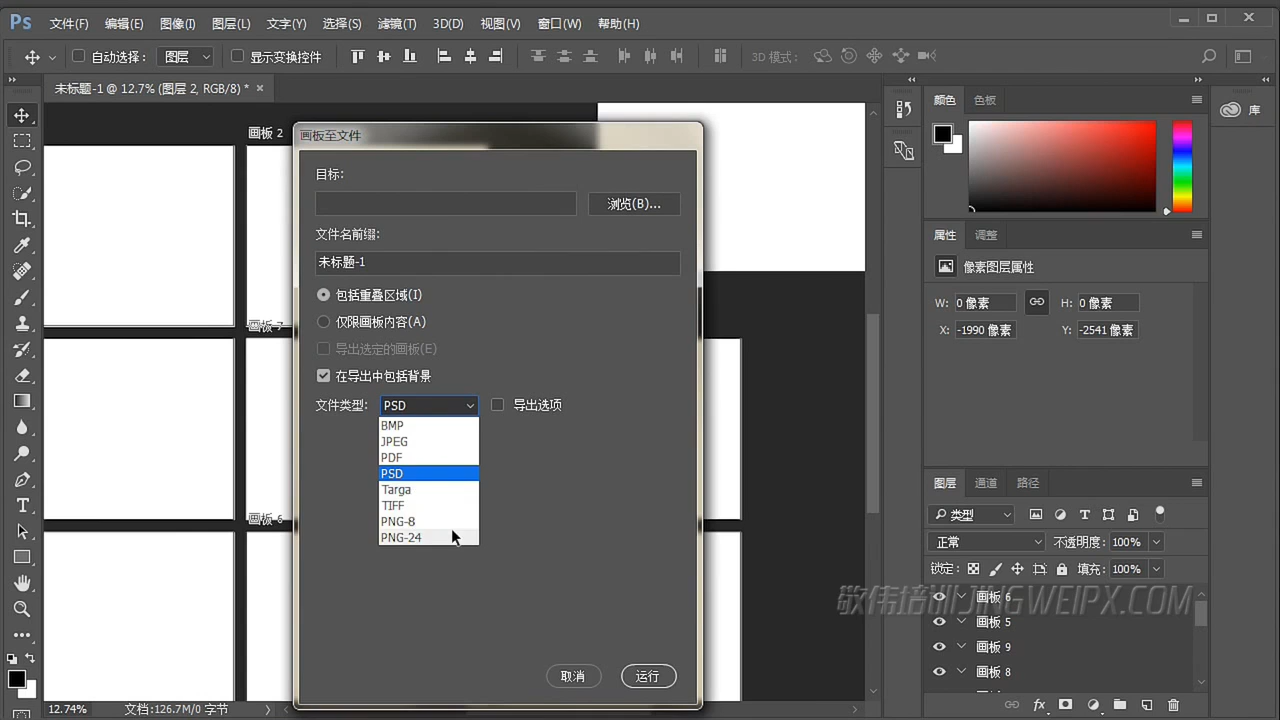 Ps 文件(F) 编辑(E) 图像(I) 图层(L) 文字(Y) 选择(S) 滤镜(T) 3D(D) 视图(V) 窗口(W) 帮助(H)
自动选择： 图层 显示变换控件 3D 模式：
未标题-1 @ 12.7% (图层 2, RGB/8) * ×
颜色 色板
库
画板 2
画板至文件
目标:
浏览(B)...
文件名前缀:
未标题-1
属性 调整
像素图层属性
包括重叠区域(I)
W: 0 像素 H: 0 像素
仅限画板内容(A)
画板 7
X: -1990 像素 Y: -2541 像素
导出选定的画板(E)
在导出中包括背景
文件类型: PSD 导出选项
BMP
JPEG
PDF
PSD
Targa
TIFF
PNG-8
PNG-24
画板 6
图层 通道 路径
类型
正常 不透明度: 100%
锁定: 填充: 100%
画板 6
敬伟培训JINGWEIPX.COM
画板 5
画板 9
画板 8
取消 运行
fx
12.74% 文档:126.7M/0 字节